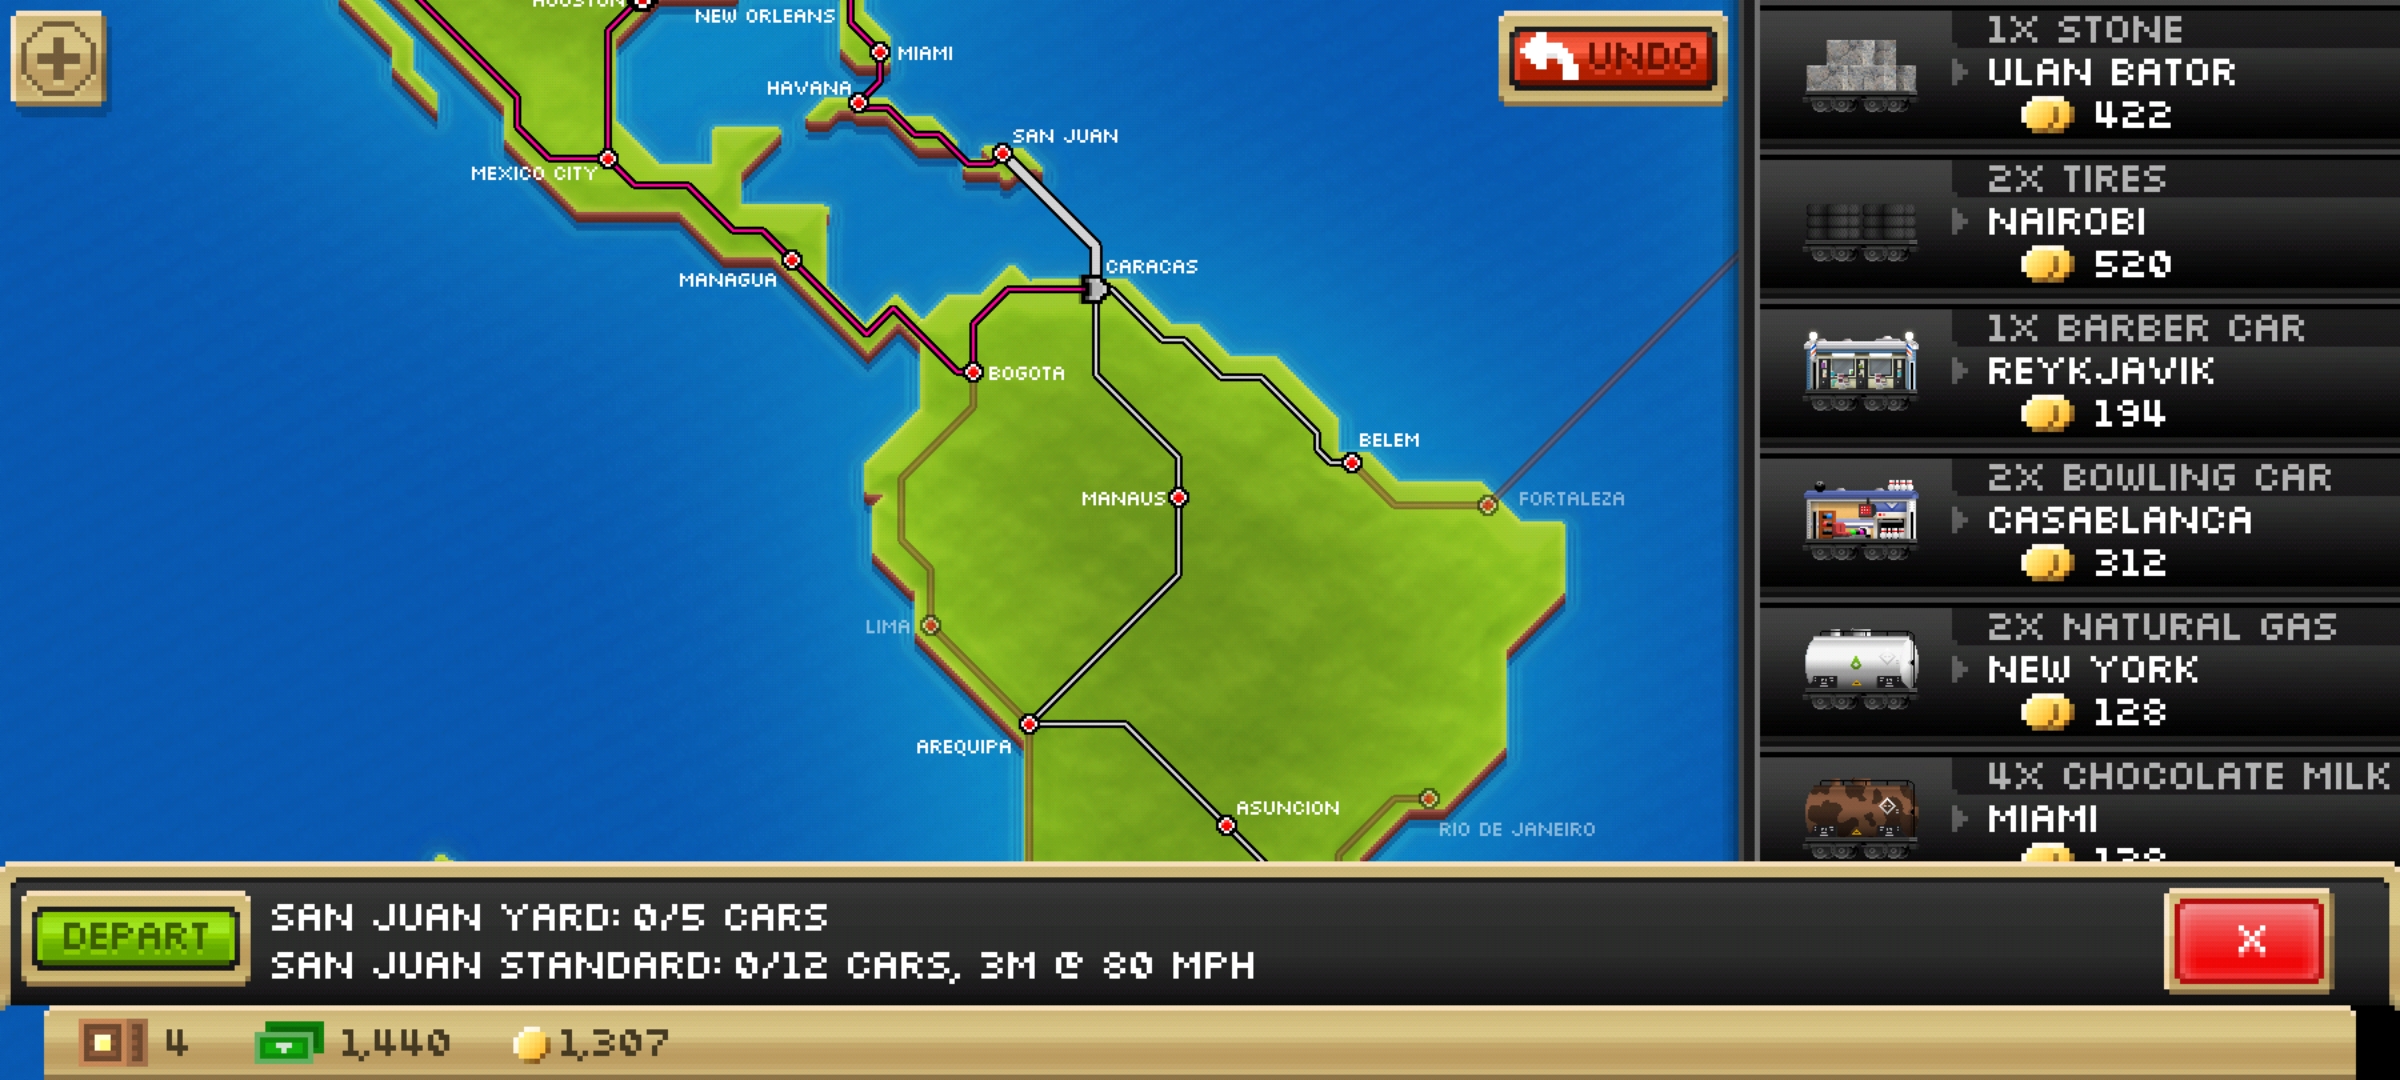 HOUSTON
NEW ORLEANS
MIAMI
HAVANA
SAN JUAN
MEXICO CITY
MANAGUA
CARACAS
BOGOTA
BELEM
MANAUS
FORTALEZA
LIMA
AREQUIPA
ASUNCION
RIO DE JANEIRO
UNDO
1X STONE
ULAN BATOR
422
2X TIRES
NAIROBI
520
1X BARBER CAR
REYKJAVIK
194
2X BOWLING CAR
CASABLANCA
312
2X NATURAL GAS
NEW YORK
128
4X CHOCOLATE MILK
MIAMI
DEPART
SAN JUAN YARD: 0/5 CARS
SAN JUAN STANDARD: 0/12 CARS, 3M @ 80 MPH
X
4
1,440
1,307